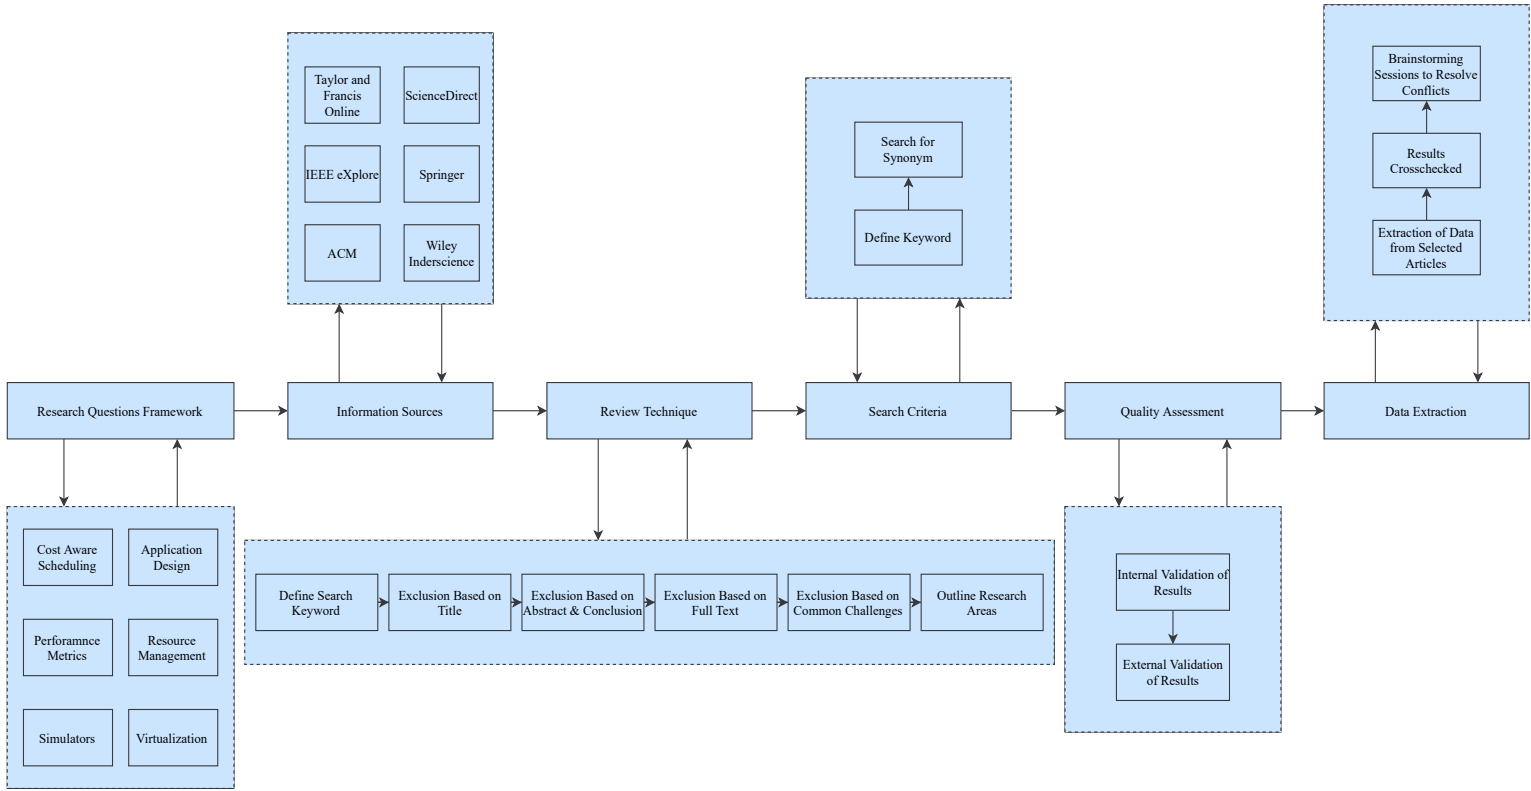 Taylor and
Francis
Online
ScienceDirect
IEEE eXplore
Springer
ACM
Wiley
Inderscience
Search for
Synonym
Define Keyword
Brainstorming
Sessions to Resolve
Conflicts
Results
Crosschecked
Extraction of Data
from Selected
Articles
Research Questions Framework
Information Sources
Review Technique
Search Criteria
Quality Assessment
Data Extraction
Cost Aware
Scheduling
Application
Design
Perforamnce
Metrics
Resource
Management
Simulators
Virtualization
Define Search
Keyword
Exclusion Based on
Title
Exclusion Based on
Abstract & Conclusion
Exclusion Based on
Full Text
Exclusion Based on
Common Challenges
Outline Research
Areas
Internal Validation of
Results
External Validation
of Results